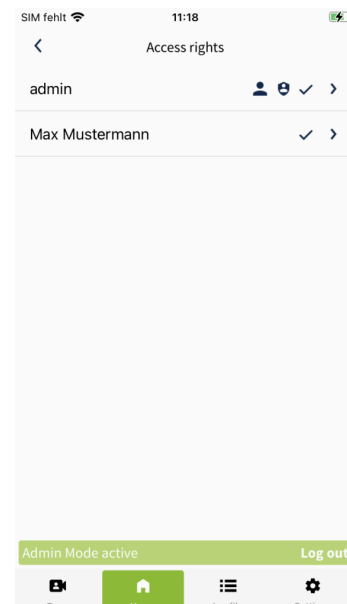 SIM fehlt 11:18
Access rights
admin
Max Mustermann
Admin Mode active Log out